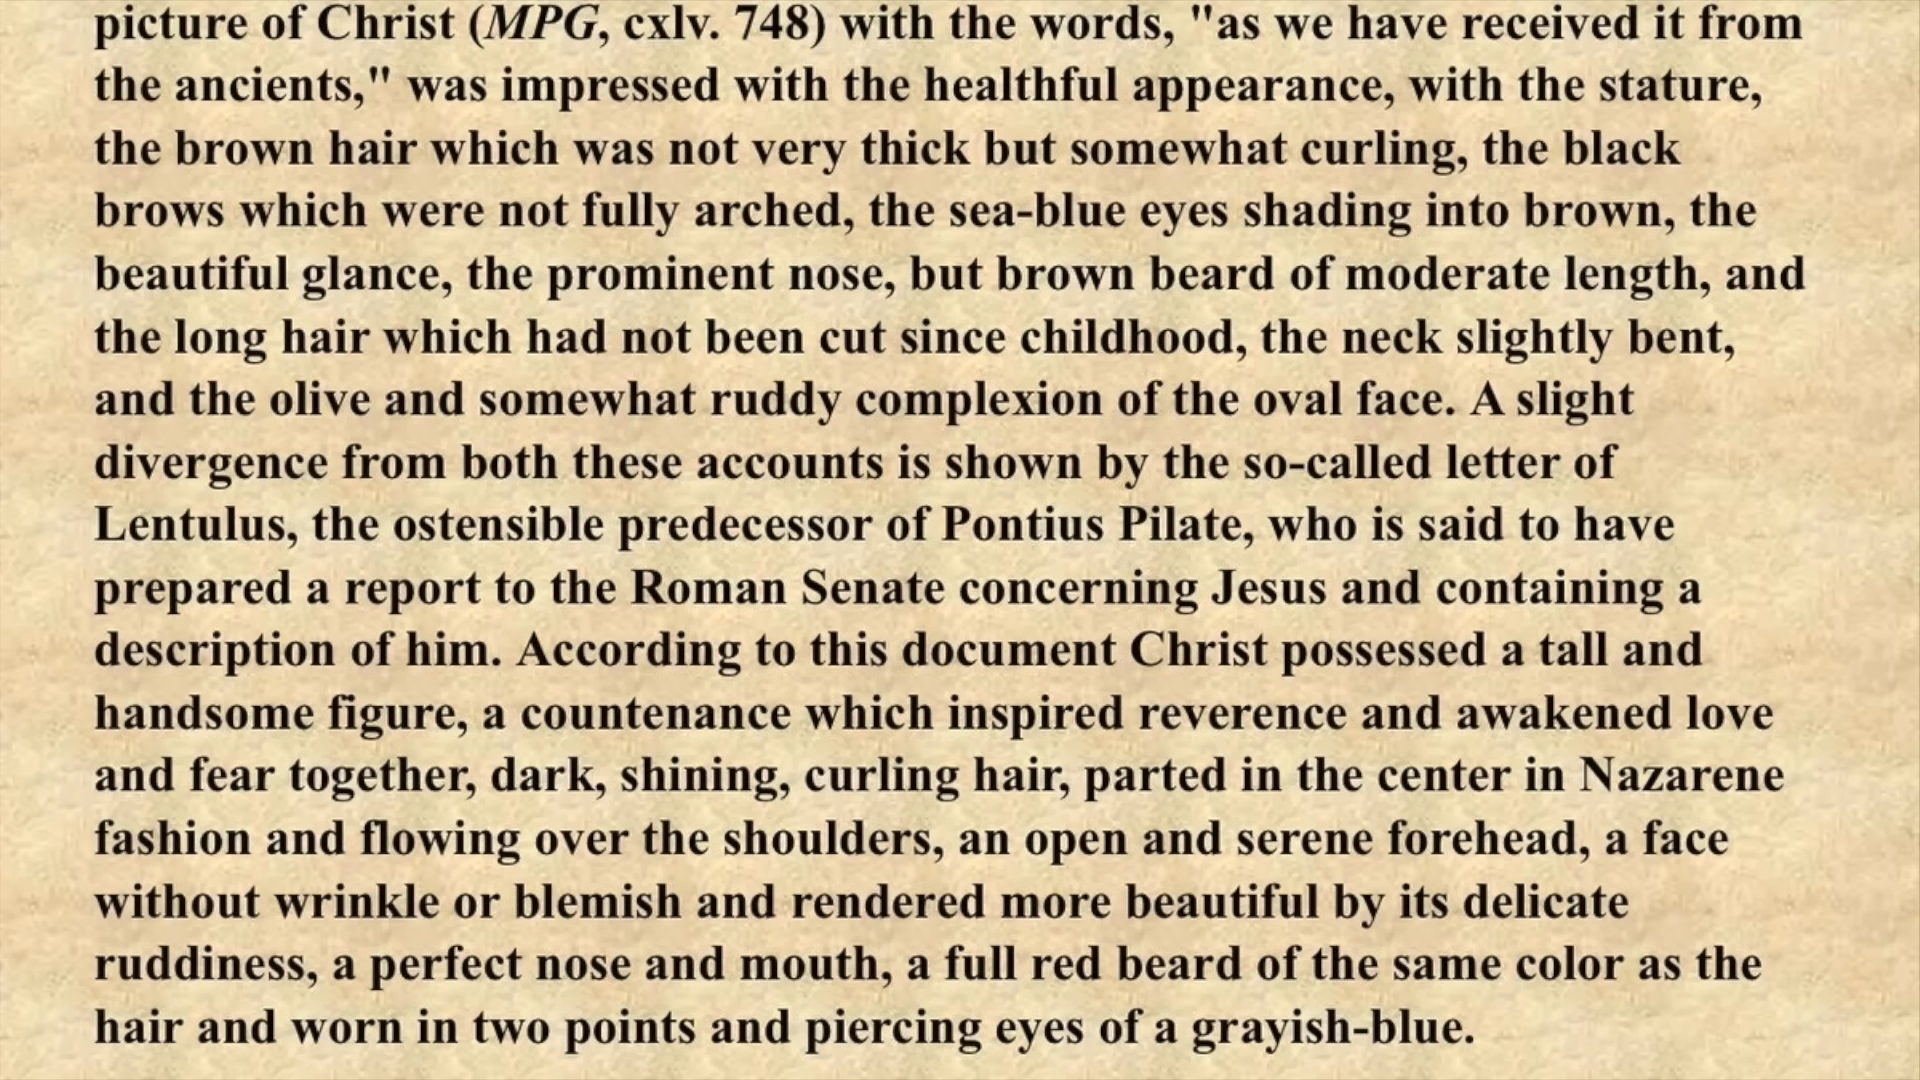 picture of Christ (MPG, cxlv. 748) with the words, "as we have received it from
the ancients," was impressed with the healthful appearance, with the stature,
the brown hair which was not very thick but somewhat curling, the black
brows which were not fully arched, the sea-blue eyes shading into brown, the
beautiful glance, the prominent nose, but brown beard of moderate length, and
the long hair which had not been cut since childhood, the neck slightly bent,
and the olive and somewhat ruddy complexion of the oval face. A slight
divergence from both these accounts is shown by the so-called letter of
Lentulus, the ostensible predecessor of Pontius Pilate, who is said to have
prepared a report to the Roman Senate concerning Jesus and containing a
description of him. According to this document Christ possessed a tall and
handsome figure, a countenance which inspired reverence and awakened love
and fear together, dark, shining, curling hair, parted in the center in Nazarene
fashion and flowing over the shoulders, an open and serene forehead, a face
without wrinkle or blemish and rendered more beautiful by its delicate
ruddiness, a perfect nose and mouth, a full red beard of the same color as the
hair and worn in two points and piercing eyes of a grayish-blue.